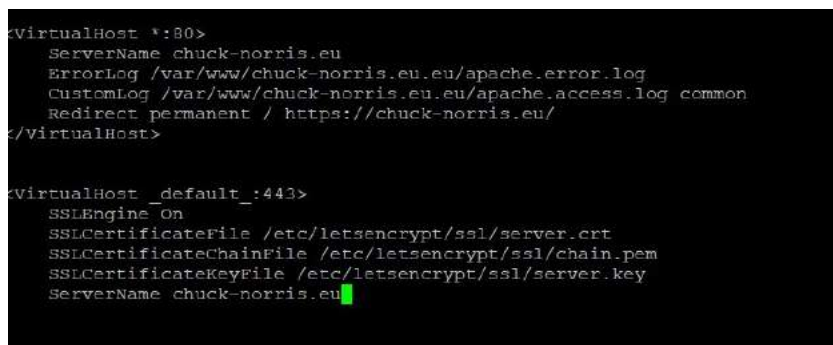 <VirtualHost *:80>
ServerName chuck-norris.eu
ErrorLog /var/www/chuck-norris.eu.eu/apache.error.log
CustomLog /var/www/chuck-norris.eu.eu/apache.access.log common
Redirect permanent / https://chuck-norris.eu/
</VirtualHost>
<VirtualHost _default_:443>
SSLEngine On
SSLCertificateFile /etc/letsencrypt/ssl/server.crt
SSLCertificateChainFile /etc/letsencrypt/ssl/chain.pem
SSLCertificateKeyFile /etc/letsencrypt/ssl/server.key
ServerName chuck-norris.eu